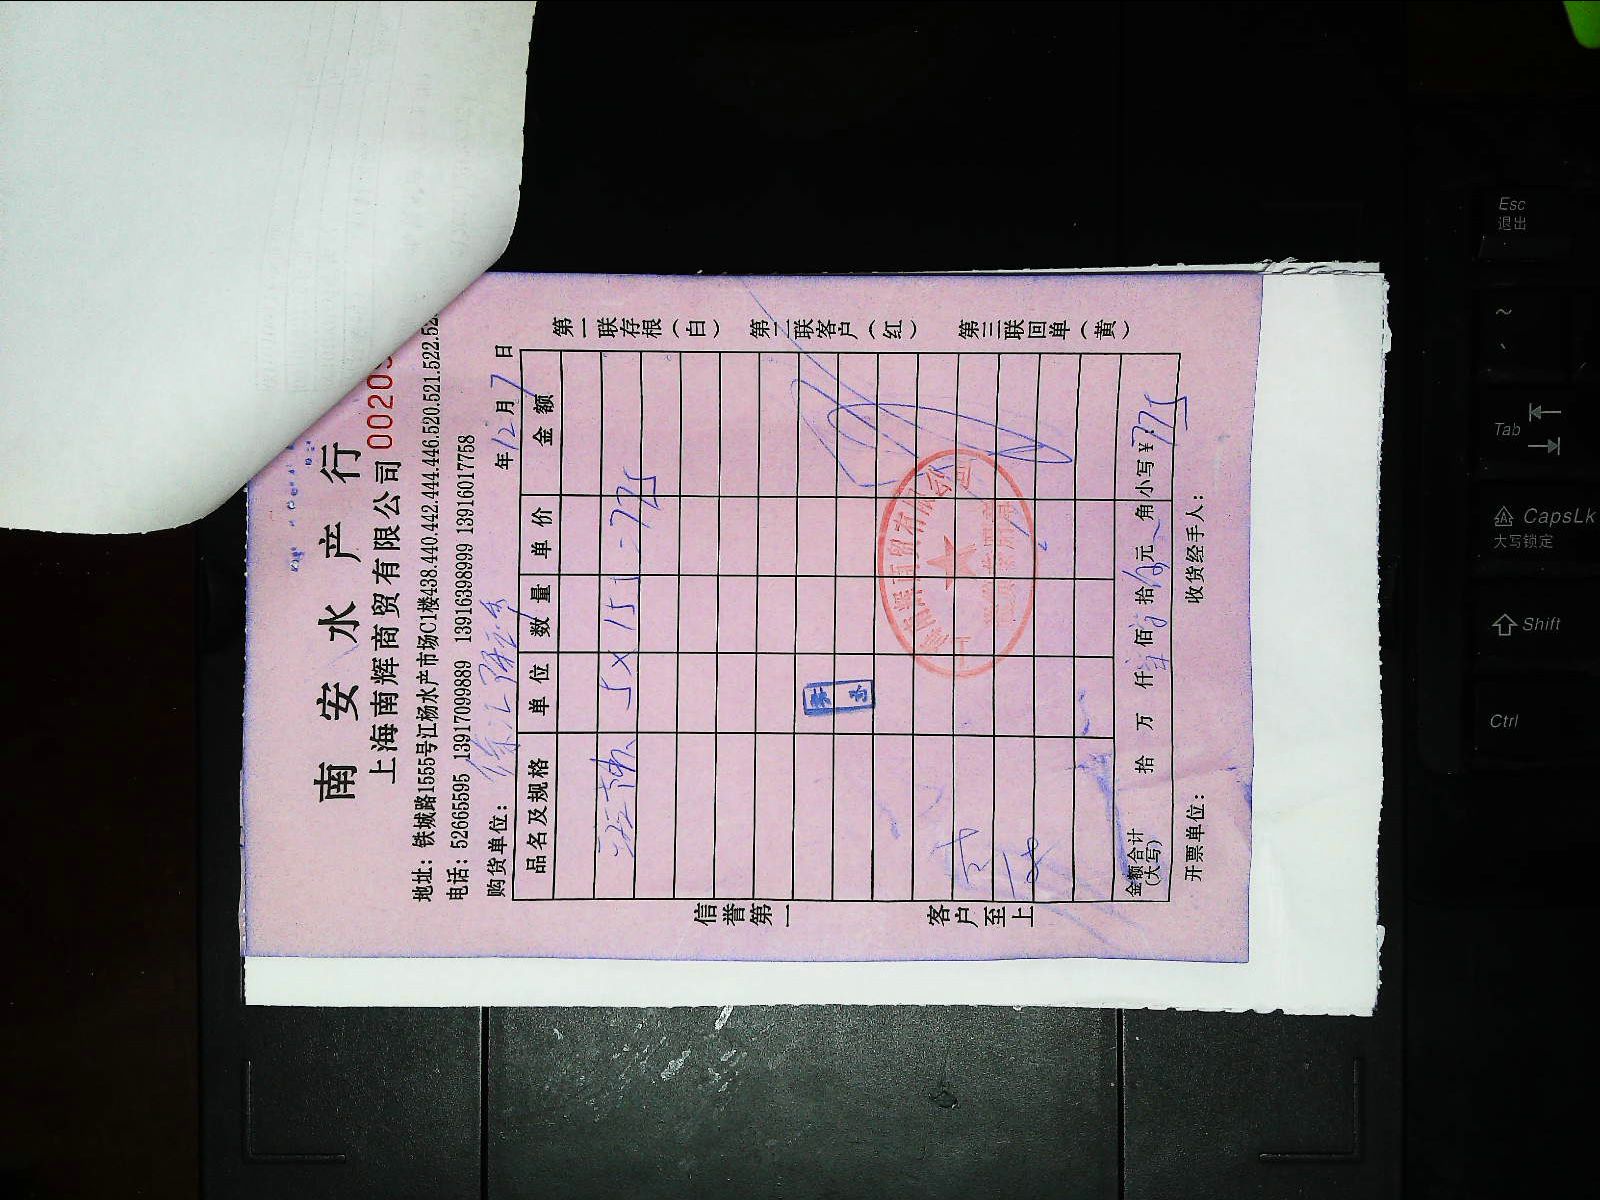 南安水产行
上海南辉商贸有限公司 00205
地址：铁城路1555号江杨水产市场C1楼438.440.442.444.446.520.521.522.52
电话：52665595 13917099889 13916398999 13916017758
购货单位： 年12月7日
品名及规格 单位 数量 单价 金额
5×155=775
金额合计(大写) 拾 万 仟 佰 拾 元 角 小写¥：775
开票单位： 收货经手人：
信誉第一
客户至上
第一联存根（白） 第二联客户（红） 第三联回单（黄）
Esc
退出
~
Tab
CapsLk
大写锁定
Shift
Ctrl